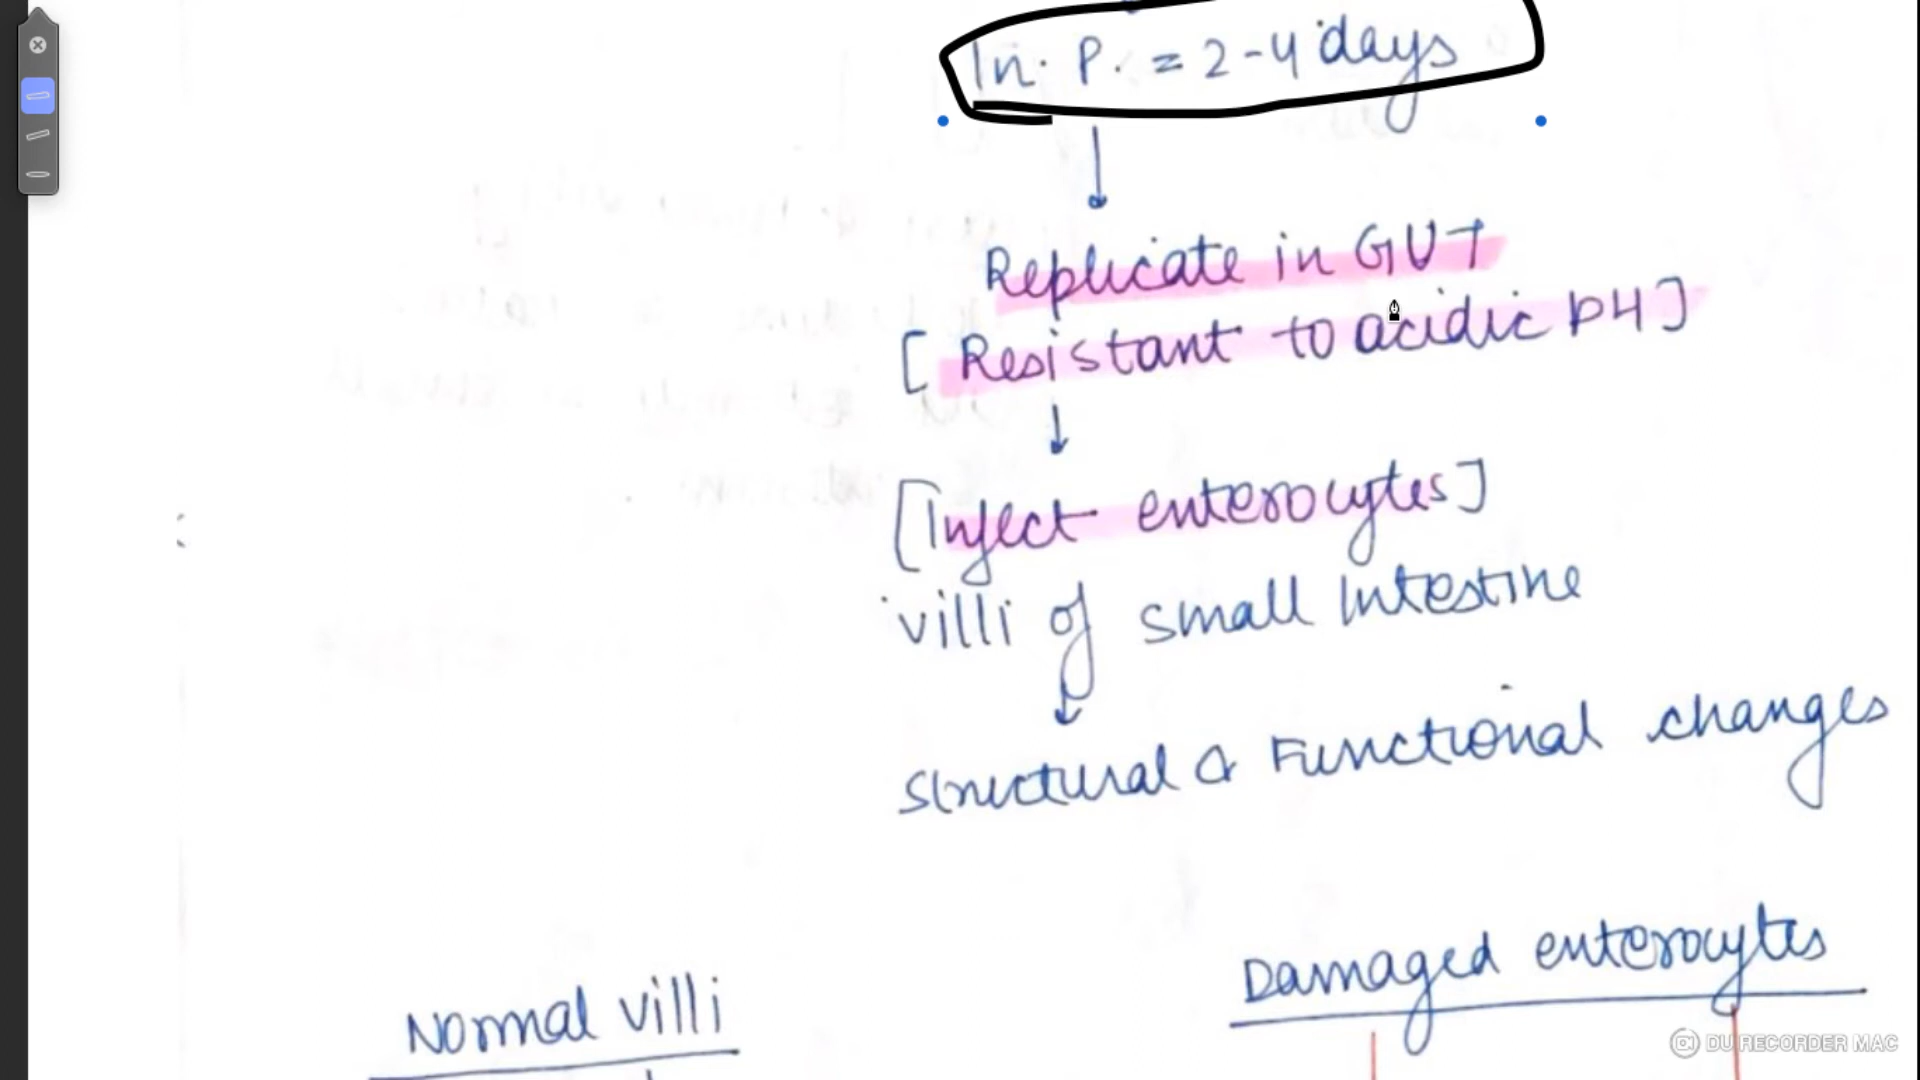 In. P. = 2-4 days
Replicate in GUT
[ Resistant to acidic pH]
[Infect enterocytes]
villi of small Intestine
Structural & Functional changes
Damaged enterocytes
Normal villi
DU RECORDER MAC